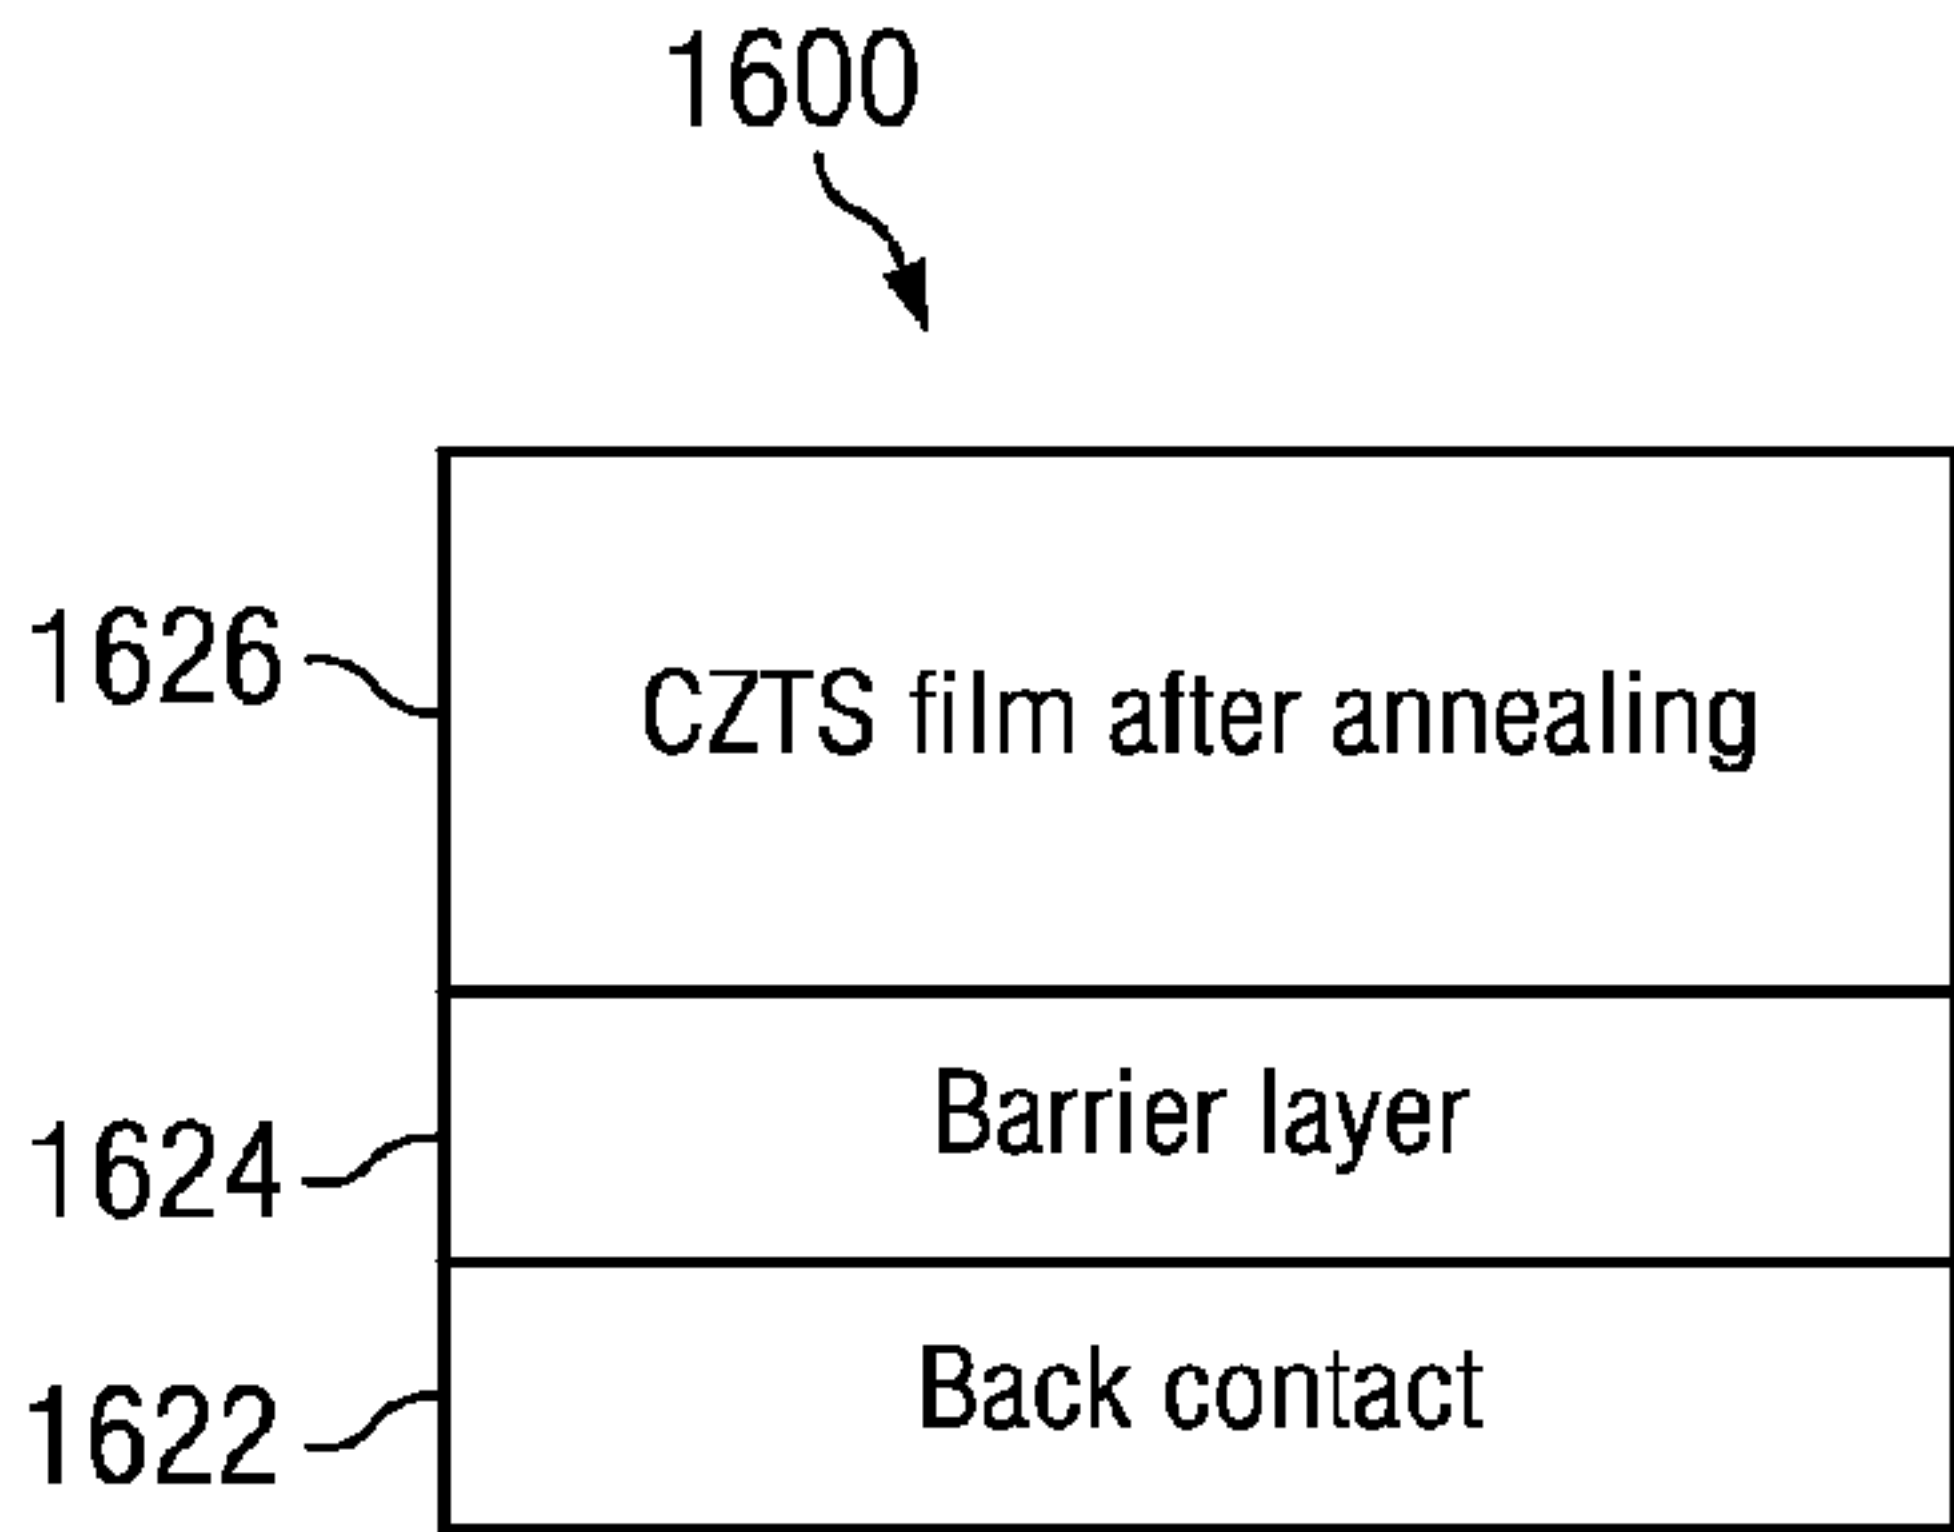 1600
1626
CZTS film after annealing
1624
Barrier layer
1622
Back contact